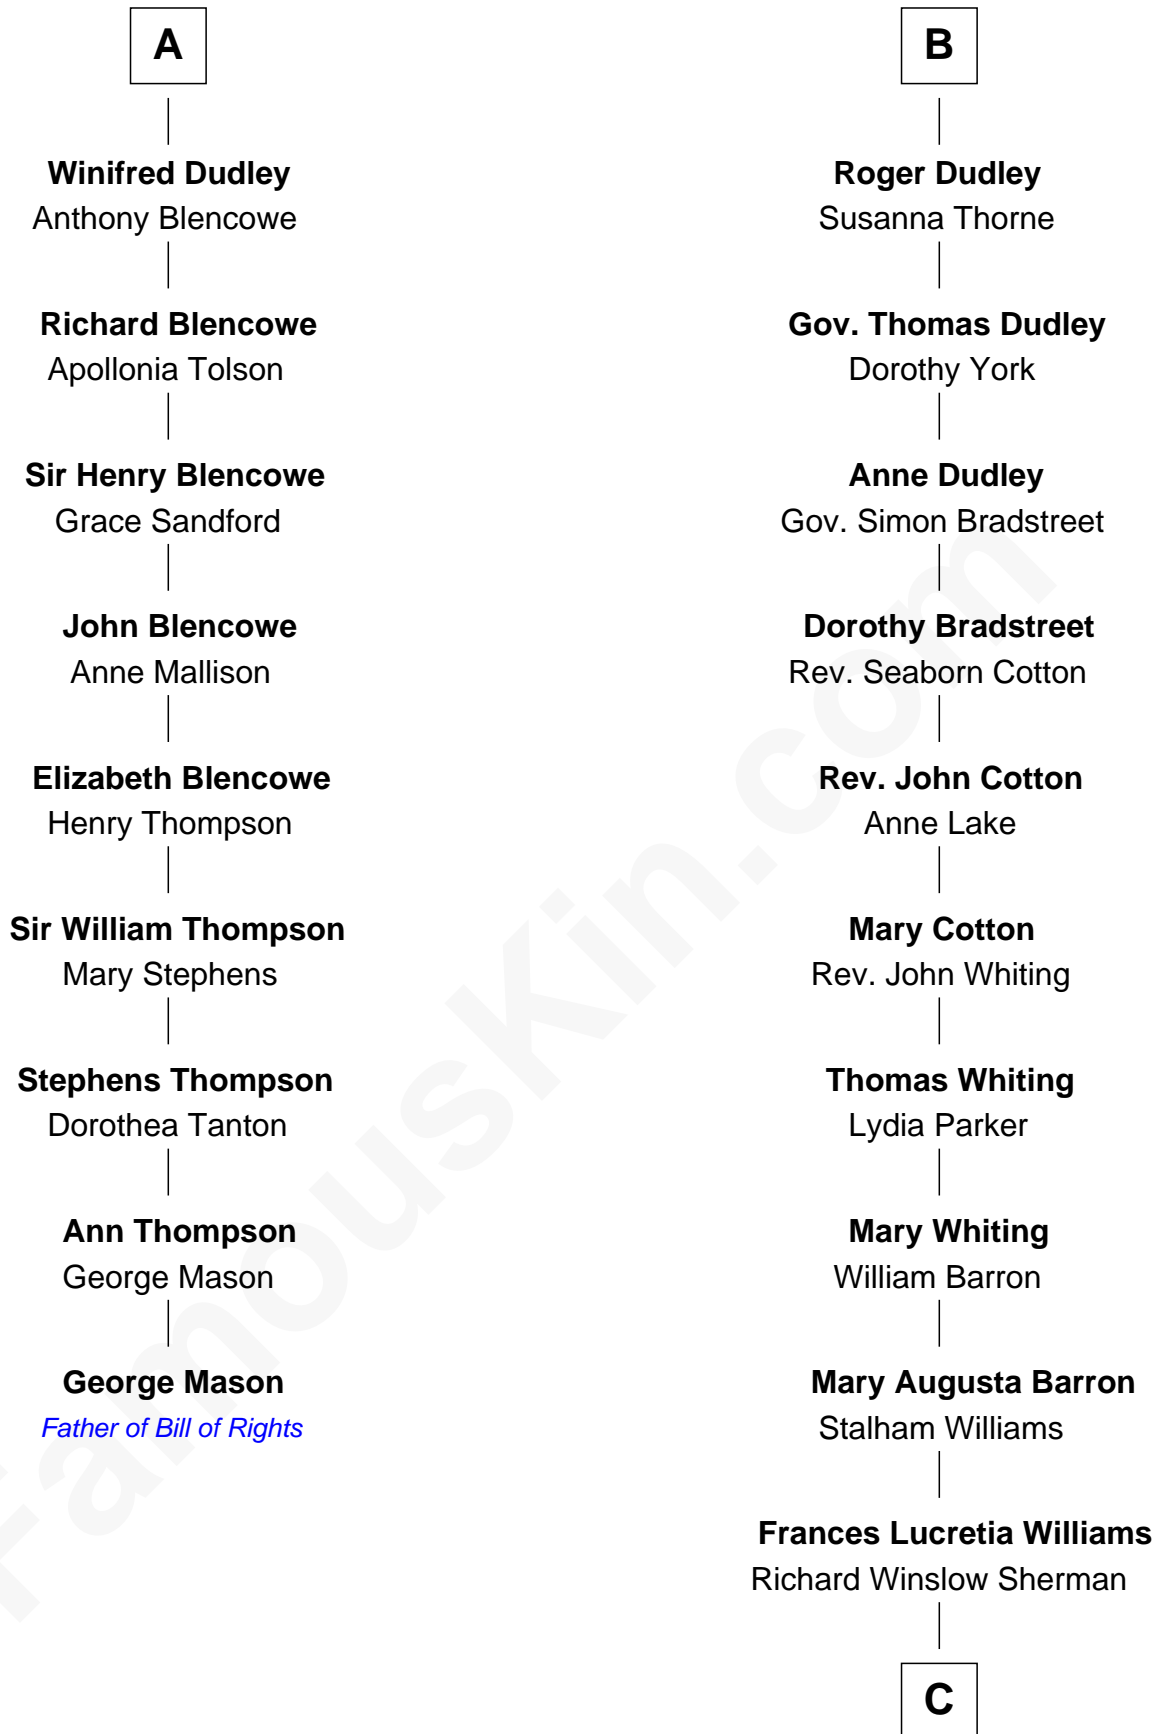 A
Winifred Dudley
Anthony Blencowe
Richard Blencowe
Apollonia Tolson
Sir Henry Blencowe
Grace Sandford
John Blencowe
Anne Mallison
Elizabeth Blencowe
Henry Thompson
Sir William Thompson
Mary Stephens
Stephens Thompson
Dorothea Tanton
Ann Thompson
George Mason
George Mason
Father of Bill of Rights
B
Roger Dudley
Susanna Thorne
Gov. Thomas Dudley
Dorothy York
Anne Dudley
Gov. Simon Bradstreet
Dorothy Bradstreet
Rev. Seaborn Cotton
Rev. John Cotton
Anne Lake
Mary Cotton
Rev. John Whiting
Thomas Whiting
Lydia Parker
Mary Whiting
William Barron
Mary Augusta Barron
Stalham Williams
Frances Lucretia Williams
Richard Winslow Sherman
C
FamousKin.com